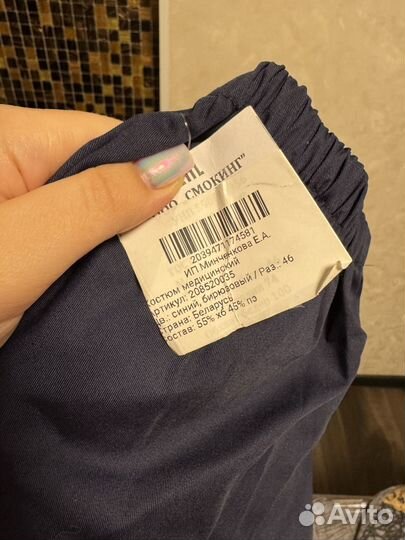 СМОКИНГ"
2039471174581
ИП Минченкова Е.А.
Костюм медицинский
Артикул: 208520035
Цв.: синий, бирюзовый / Раз.: 46
Страна: Беларусь
Состав: 55% хб 45% пэ
Avito